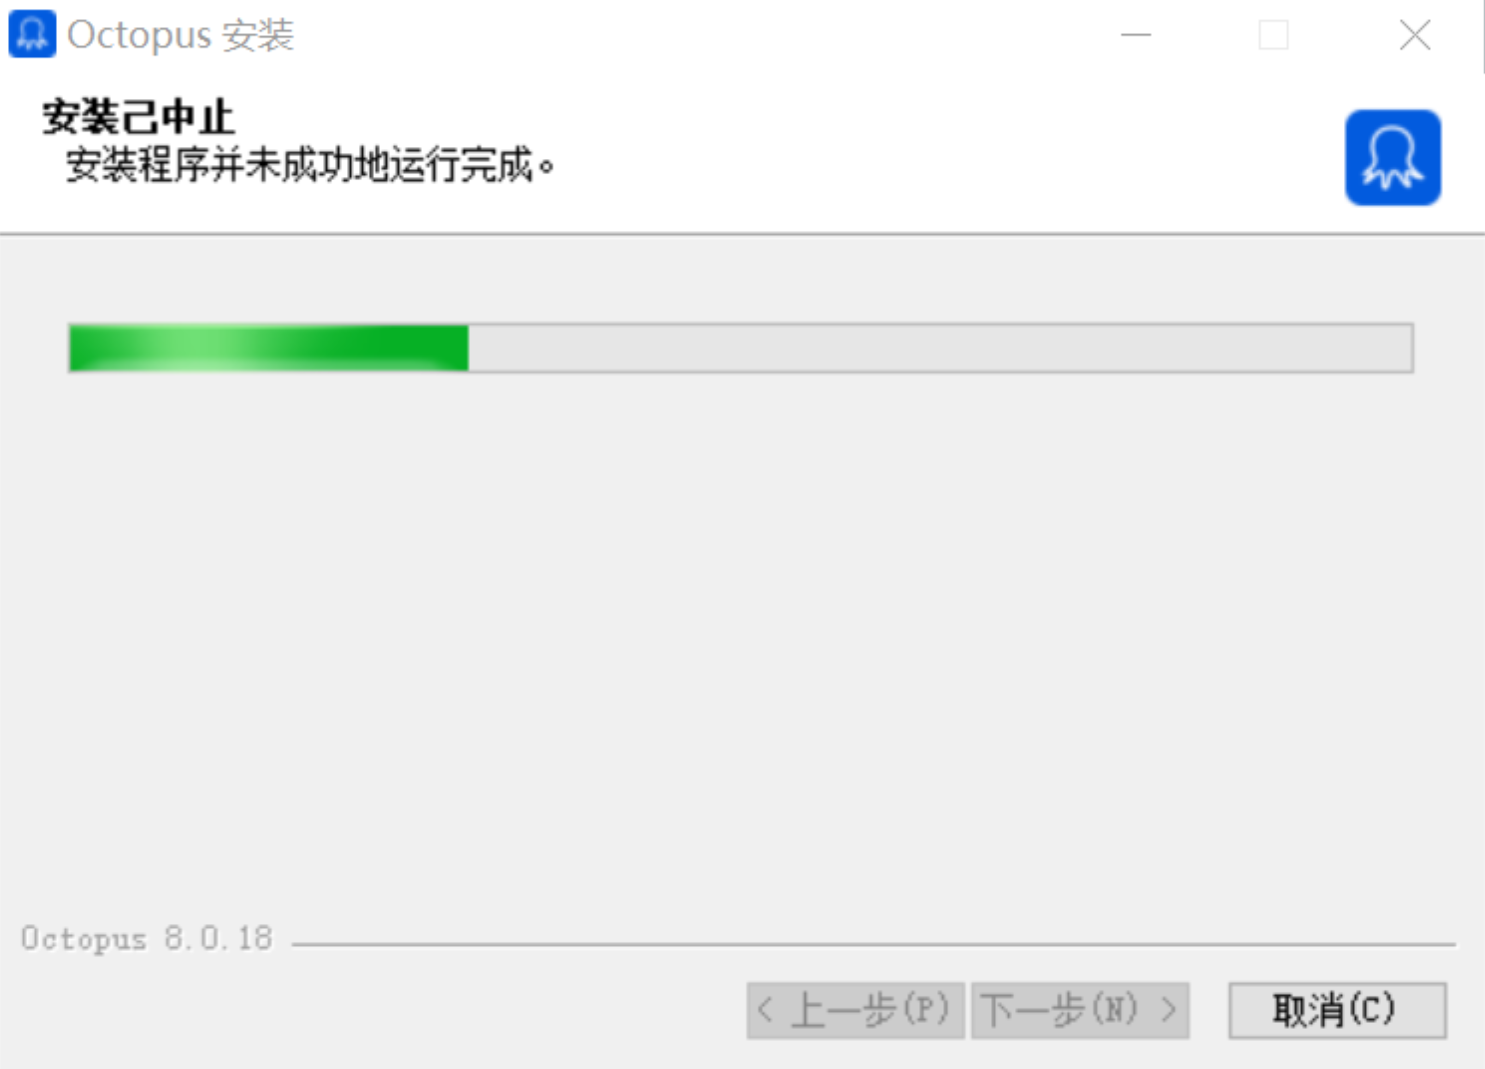 Octopus 安装
安装己中止
安装程序并未成功地运行完成。
Octopus 8.0.18
< 上一步(P)
下一步(N) >
取消(C)